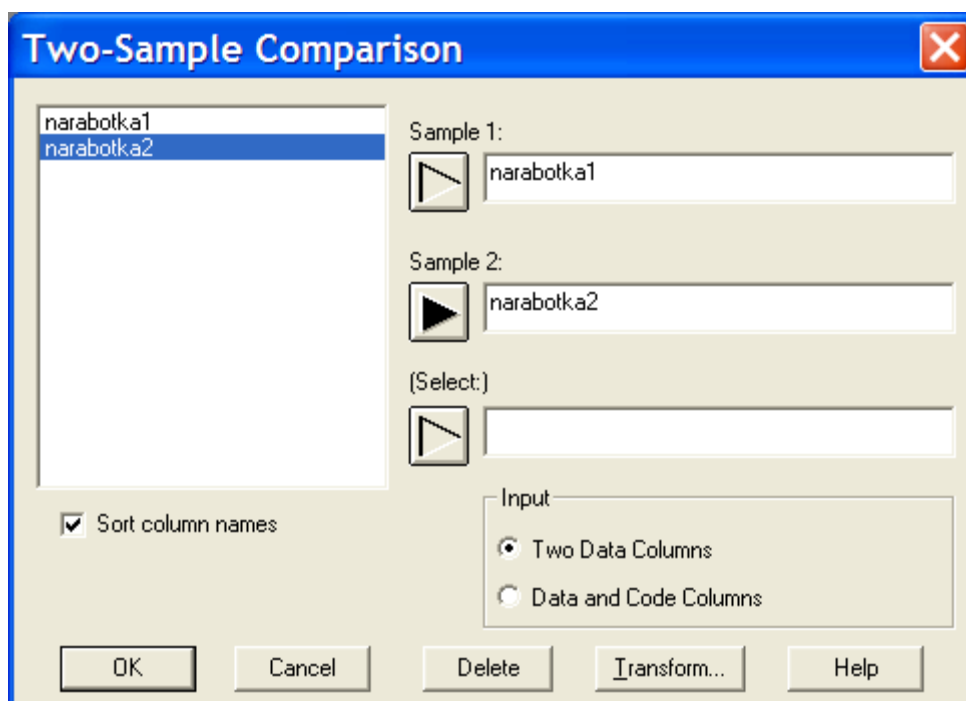 Two-Sample Comparison
narabotka1
narabotka2
Sample 1:
narabotka1
Sample 2:
narabotka2
(Select:)
Sort column names
Input
Two Data Columns
Data and Code Columns
OK Cancel Delete Transform... Help